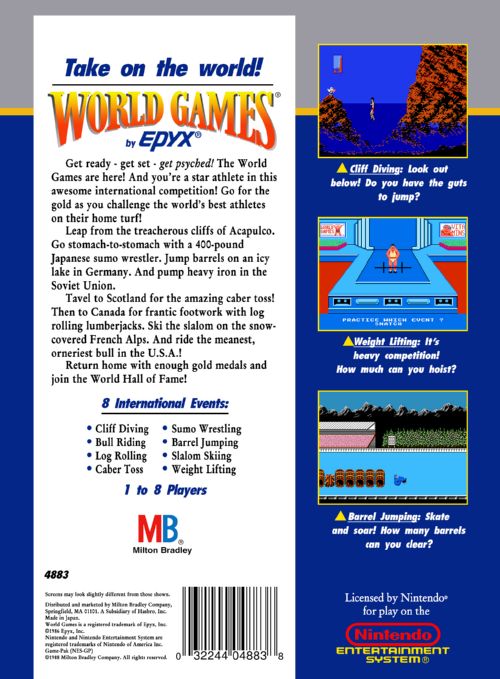 Take on the world!
WORLD GAMES®
by EPYX®
Get ready - get set - get psyched! The World
Games are here! And you're a star athlete in this
awesome international competition! Go for the
gold as you challenge the world's best athletes
on their home turf!
Leap from the treacherous cliffs of Acapulco.
Go stomach-to-stomach with a 400-pound
Japanese sumo wrestler. Jump barrels on an icy
lake in Germany. And pump heavy iron in the
Soviet Union.
Tavel to Scotland for the amazing caber toss!
Then to Canada for frantic footwork with log
rolling lumberjacks. Ski the slalom on the snow-
covered French Alps. And ride the meanest,
orneriest bull in the U.S.A.!
Return home with enough gold medals and
join the World Hall of Fame!
8 International Events:
• Cliff Diving
• Bull Riding
• Log Rolling
• Caber Toss
• Sumo Wrestling
• Barrel Jumping
• Slalom Skiing
• Weight Lifting
1 to 8 Players
MB®
Milton Bradley
4883
Screens may look slightly different from those shown.
Distributed and marketed by Milton Bradley Company,
Springfield, MA 01101. A Subsidiary of Hasbro, Inc.
Made in Japan.
World Games is a registered trademark of Epyx, Inc.
©1986 Epyx, Inc.
Nintendo and Nintendo Entertainment System are
registered trademarks of Nintendo of America Inc.
Game-Pak (NES-GP)
©1988 Milton Bradley Company. All rights reserved.
0 32244 04883 8
▲ Cliff Diving: Look out
below! Do you have the guts
to jump?
PRACTICE WHICH EVENT ?
SNATCH
▲ Weight Lifting: It's
heavy competition!
How much can you hoist?
▲ Barrel Jumping: Skate
and soar! How many barrels
can you clear?
Licensed by Nintendo®
for play on the
Nintendo
ENTERTAINMENT
SYSTEM®